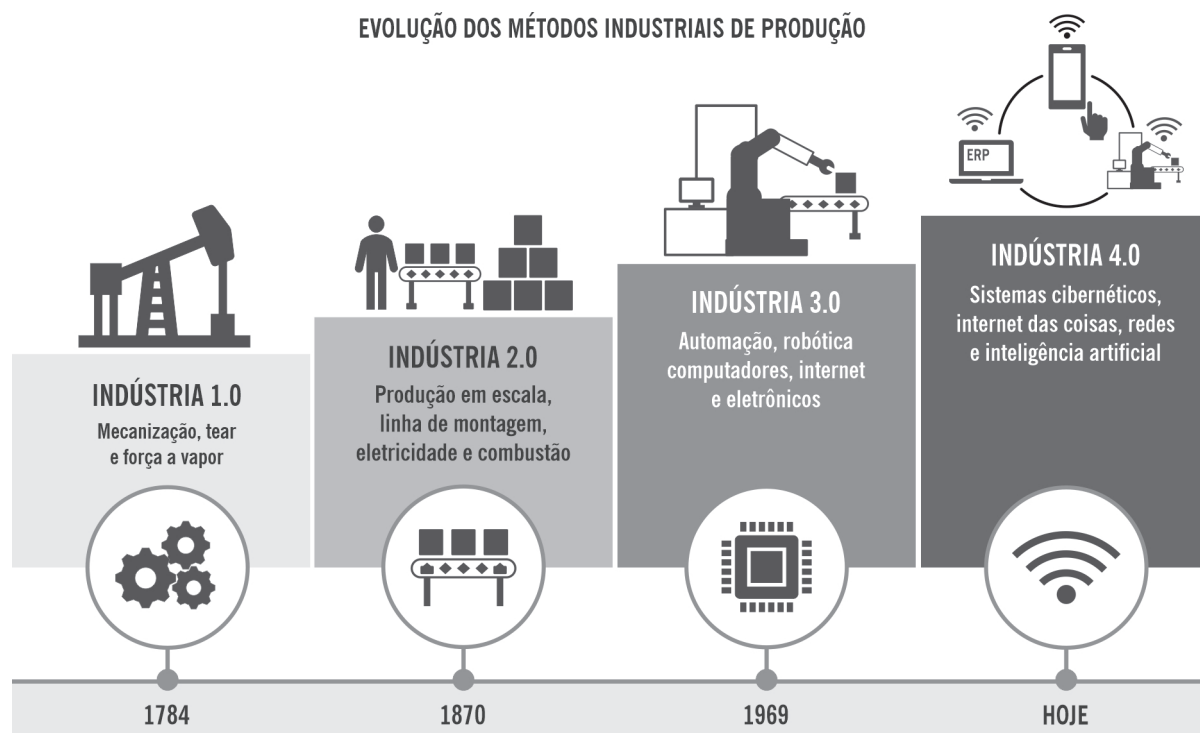 EVOLUÇÃO DOS MÉTODOS INDUSTRIAIS DE PRODUÇÃO
INDÚSTRIA 1.0
Mecanização, tear
e força a vapor
1784
INDÚSTRIA 2.0
Produção em escala,
linha de montagem,
eletricidade e combustão
1870
INDÚSTRIA 3.0
Automação, robótica
computadores, internet
e eletrônicos
1969
ERP
INDÚSTRIA 4.0
Sistemas cibernéticos,
internet das coisas, redes
e inteligência artificial
HOJE